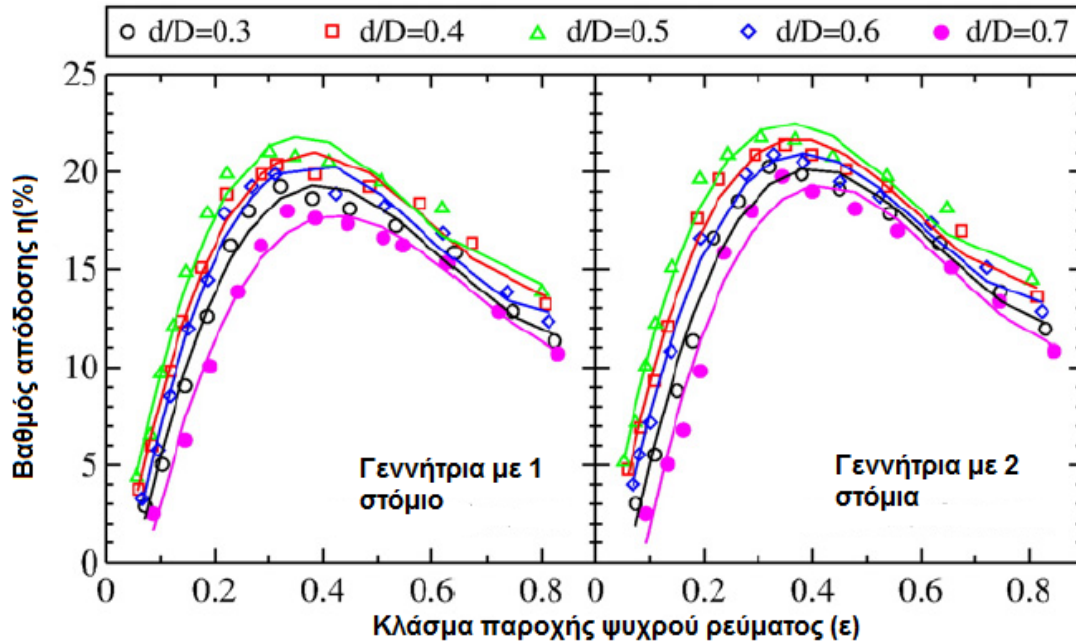 d/D=0.3 d/D=0.4 d/D=0.5 d/D=0.6 d/D=0.7
25
20
15
10
5
0
Βαθμός απόδοσης η(%)
Γεννήτρια με 1
στόμιο
Γεννήτρια με 2
στόμια
0 0.2 0.4 0.6 0.8 0 0.2 0.4 0.6 0.8
Κλάσμα παροχής ψυχρού ρεύματος (ε)